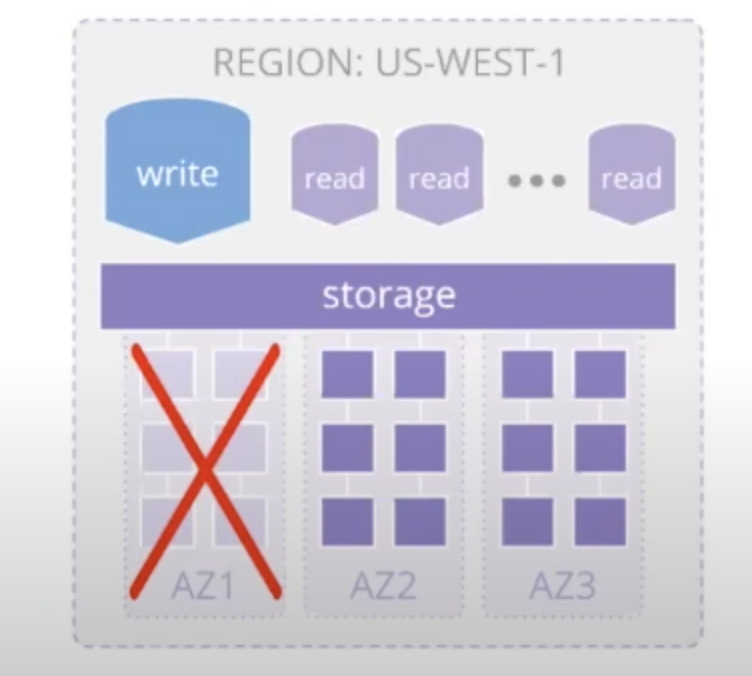 REGION: US-WEST-1
write
read
read
read
storage
AZ1
AZ2
AZ3